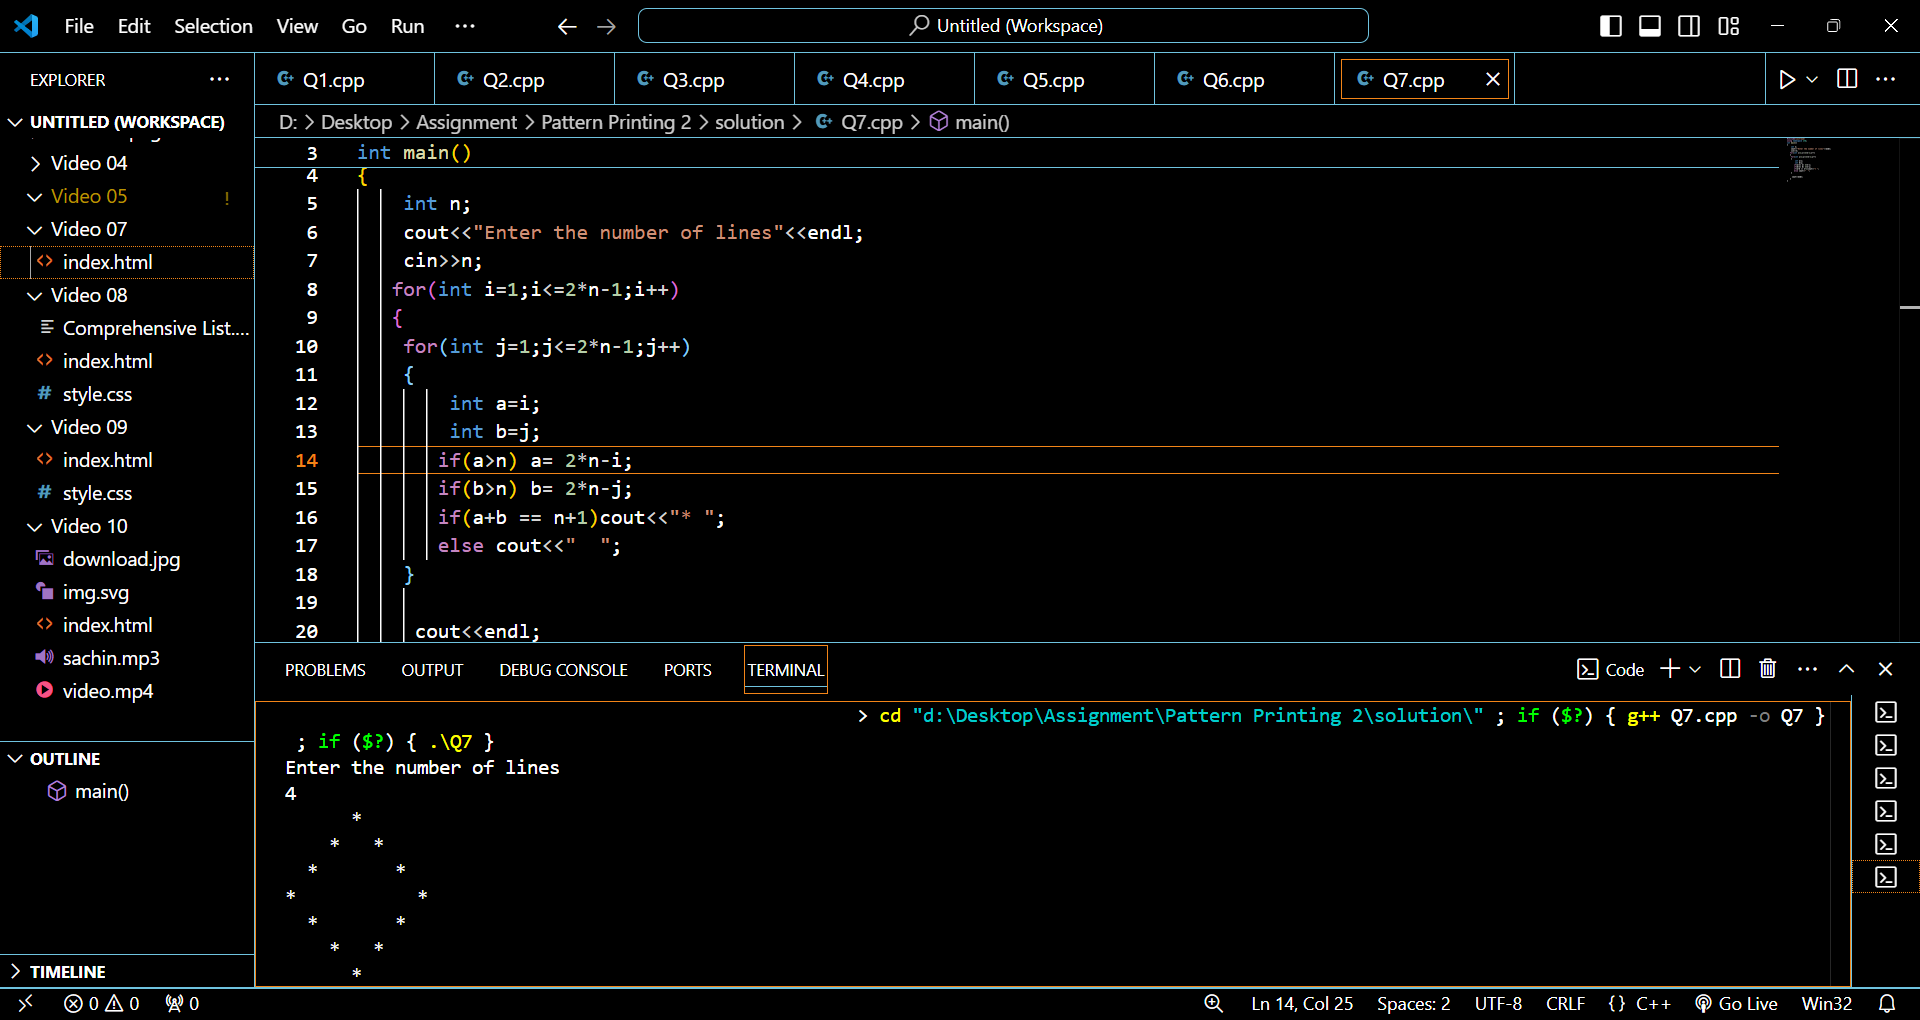 File Edit Selection View Go Run ··· Untitled (Workspace)
EXPLORER ···
Q1.cpp Q2.cpp Q3.cpp Q4.cpp Q5.cpp Q6.cpp Q7.cpp
D: > Desktop > Assignment > Pattern Printing 2 > solution > Q7.cpp > main()
UNTITLED (WORKSPACE)
Video 04
Video 05 !
Video 07
index.html
Video 08
Comprehensive List....
index.html
style.css
Video 09
index.html
style.css
Video 10
download.jpg
img.svg
index.html
sachin.mp3
video.mp4
OUTLINE
main()
TIMELINE
3 int main()
4 {
5 int n;
6 cout<<"Enter the number of lines"<<endl;
7 cin>>n;
8 for(int i=1;i<=2*n-1;i++)
9 {
10 for(int j=1;j<=2*n-1;j++)
11 {
12 int a=i;
13 int b=j;
14 if(a>n) a= 2*n-i;
15 if(b>n) b= 2*n-j;
16 if(a+b == n+1)cout<<"* ";
17 else cout<<"  ";
18 }
19
20 cout<<endl;
PROBLEMS OUTPUT DEBUG CONSOLE PORTS TERMINAL Code
> cd "d:\Desktop\Assignment\Pattern Printing 2\solution\" ; if ($?) { g++ Q7.cpp -o Q7 }
; if ($?) { .\Q7 }
Enter the number of lines
4
      *
    *   *
  *       *
*           *
  *       *
    *   *
      *
0 0 0 Ln 14, Col 25 Spaces: 2 UTF-8 CRLF {} C++ Go Live Win32